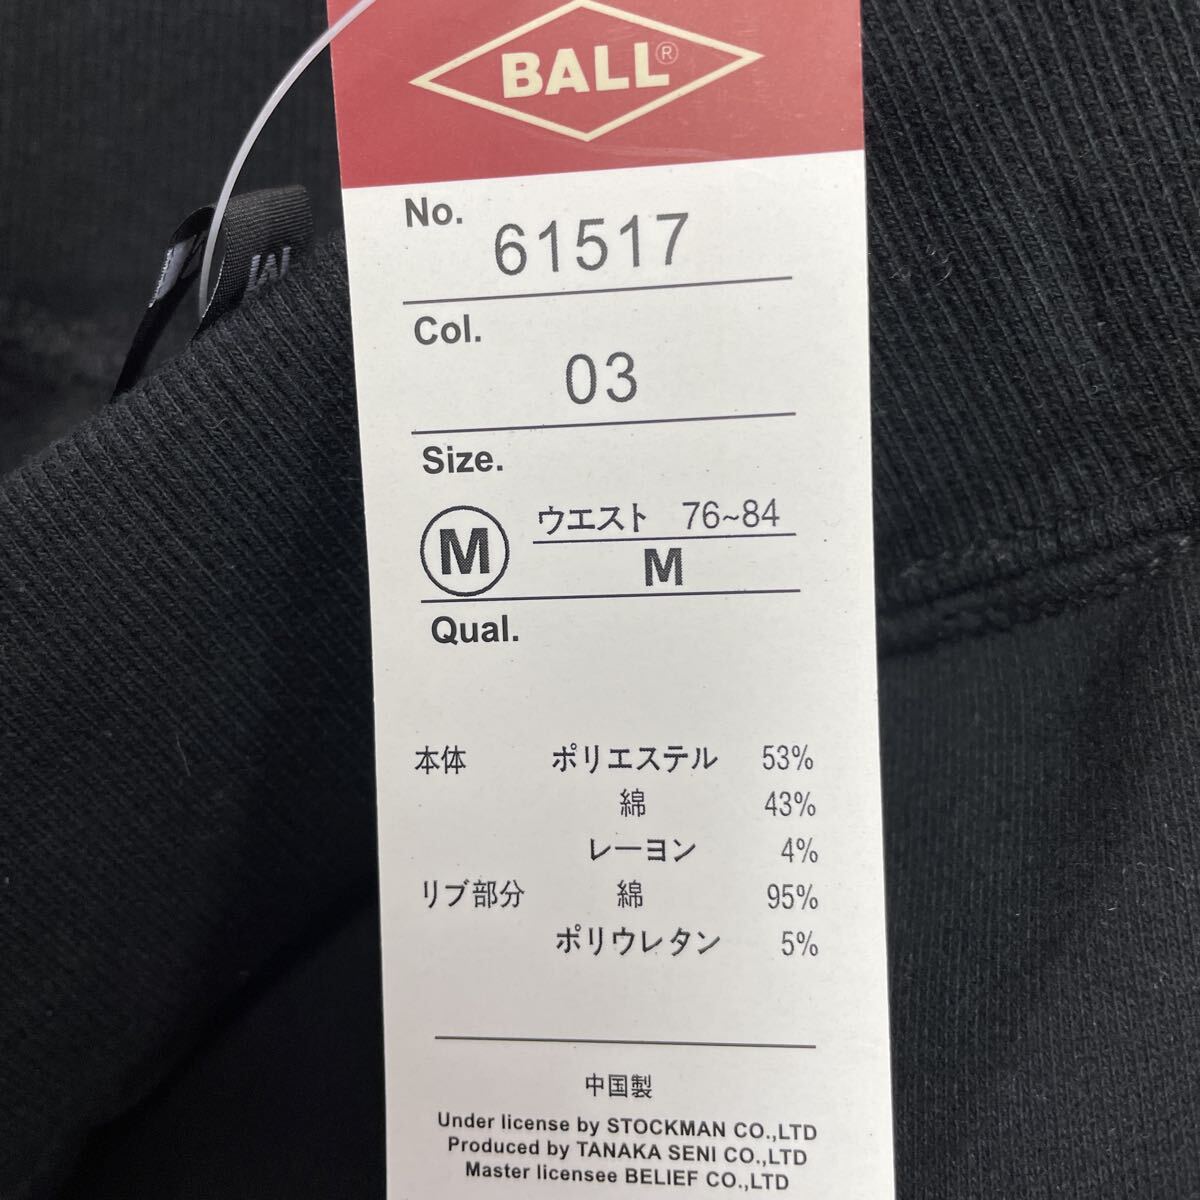 BALL®
No. 61517
Col. 03
Size.
M ウエスト 76~84
M
Qual.
本体 ポリエステル 53%
綿 43%
レーヨン 4%
リブ部分 綿 95%
ポリウレタン 5%
中国製
Under license by STOCKMAN CO.,LTD
Produced by TANAKA SENI CO.,LTD
Master licensee BELIEF CO.,LTD
M